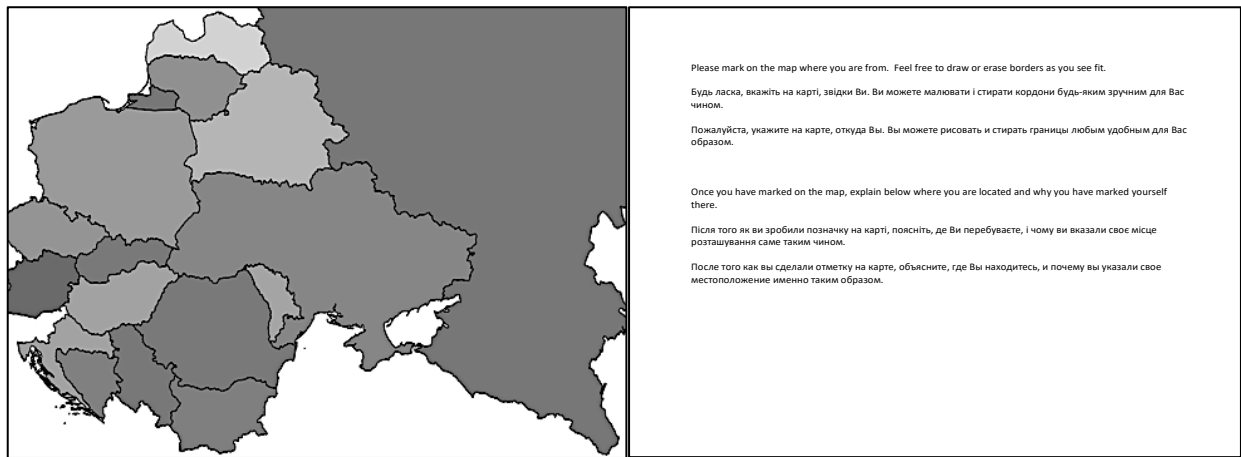 Please mark on the map where you are from.  Feel free to draw or erase borders as you see fit.
Будь ласка, вкажіть на карті, звідки Ви. Ви можете малювати і стирати кордони будь-яким зручним для Вас
чином.
Пожалуйста, укажите на карте, откуда Вы. Вы можете рисовать и стирать границы любым удобным для Вас
образом.
Once you have marked on the map, explain below where you are located and why you have marked yourself
there.
Після того як ви зробили позначку на карті, поясніть, де Ви перебуваєте, і чому ви вказали своє місце
розташування саме таким чином.
После того как вы сделали отметку на карте, объясните, где Вы находитесь, и почему вы указали свое
местоположение именно таким образом.